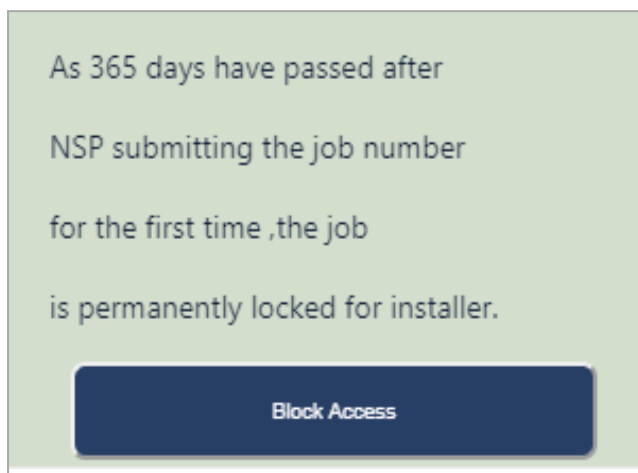 As 365 days have passed after
NSP submitting the job number
for the first time ,the job
is permanently locked for installer.
Block Access